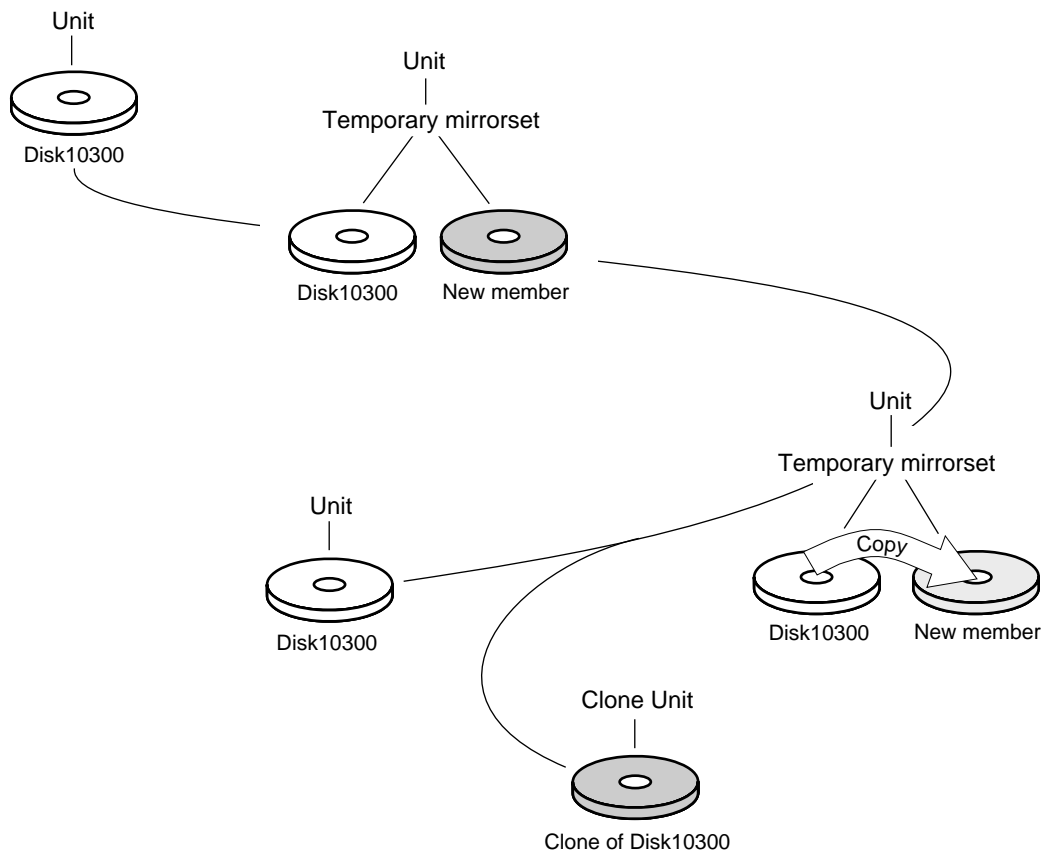 Unit
Disk10300
Unit
Temporary mirrorset
Disk10300
New member
Unit
Temporary mirrorset
Copy
Disk10300
New member
Unit
Disk10300
Clone Unit
Clone of Disk10300